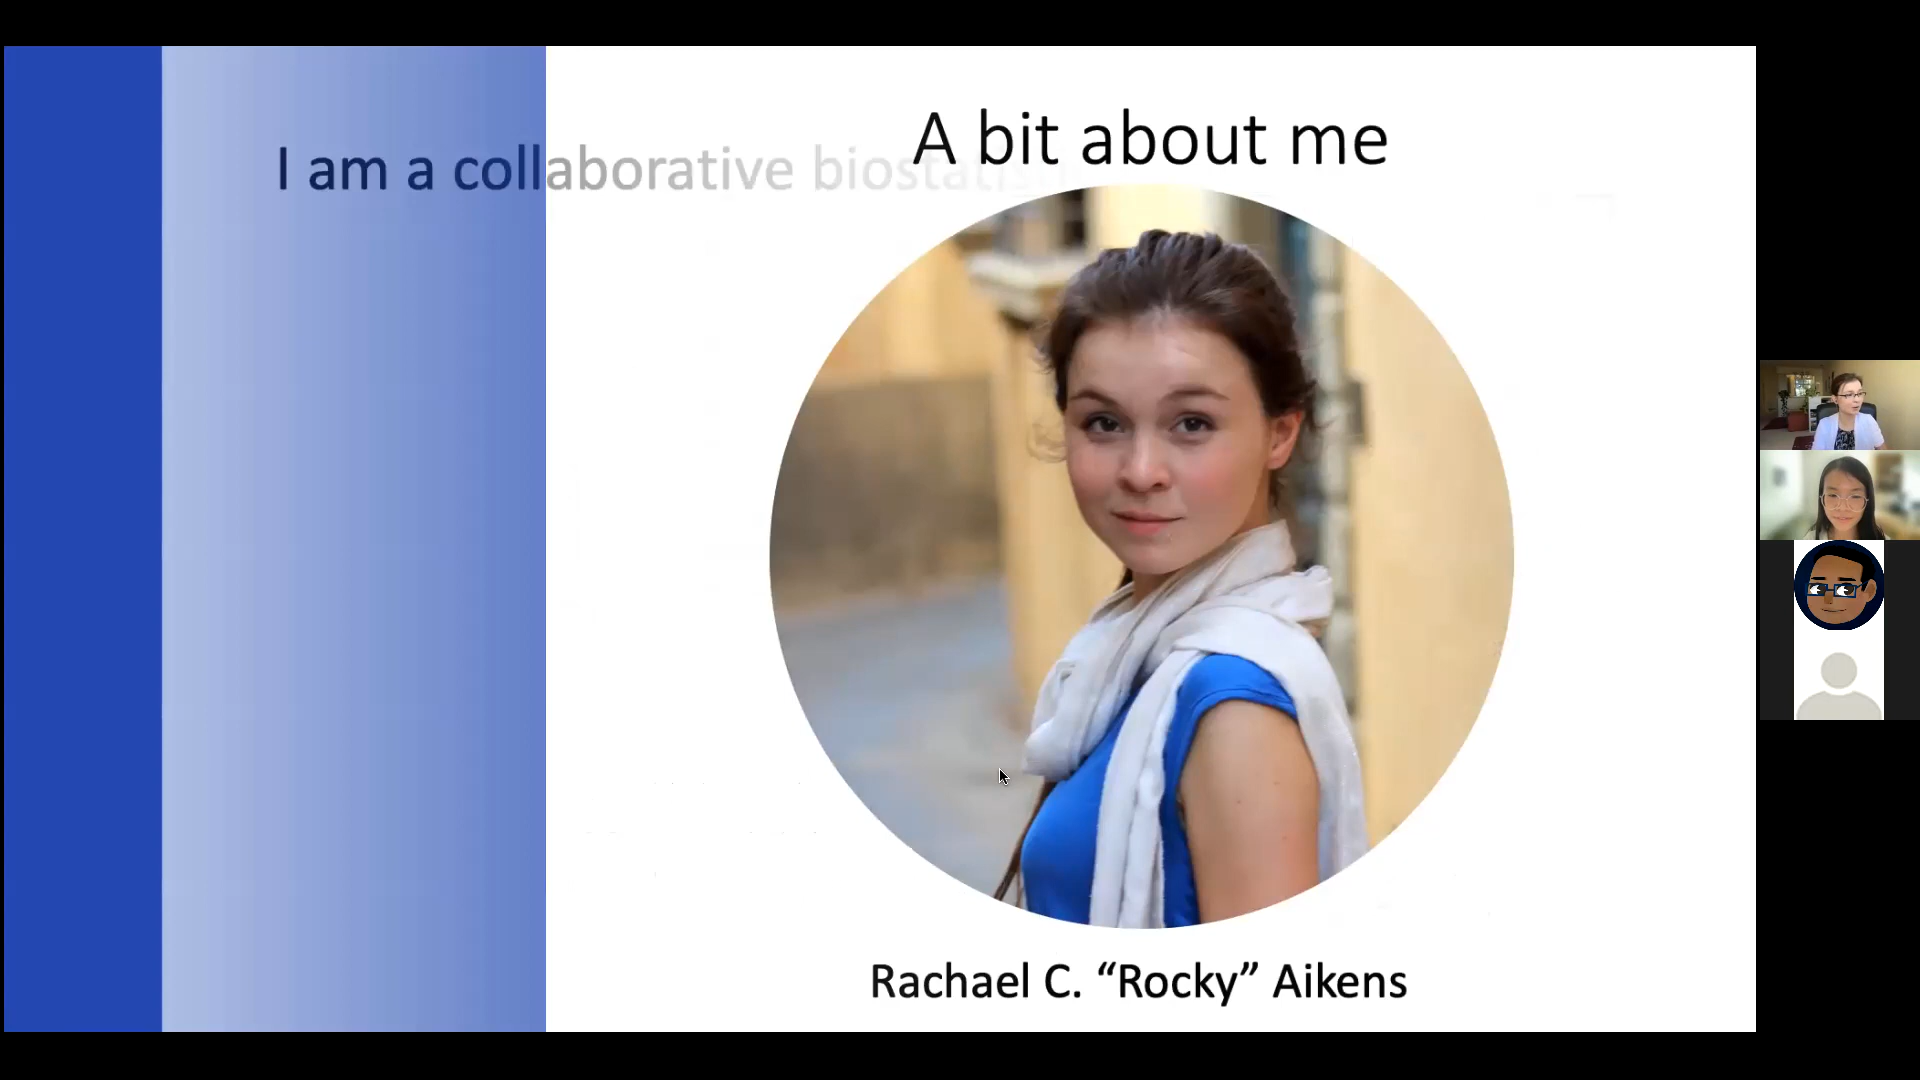 A bit about me
I am a collaborative
Rachael C. “Rocky” Aikens